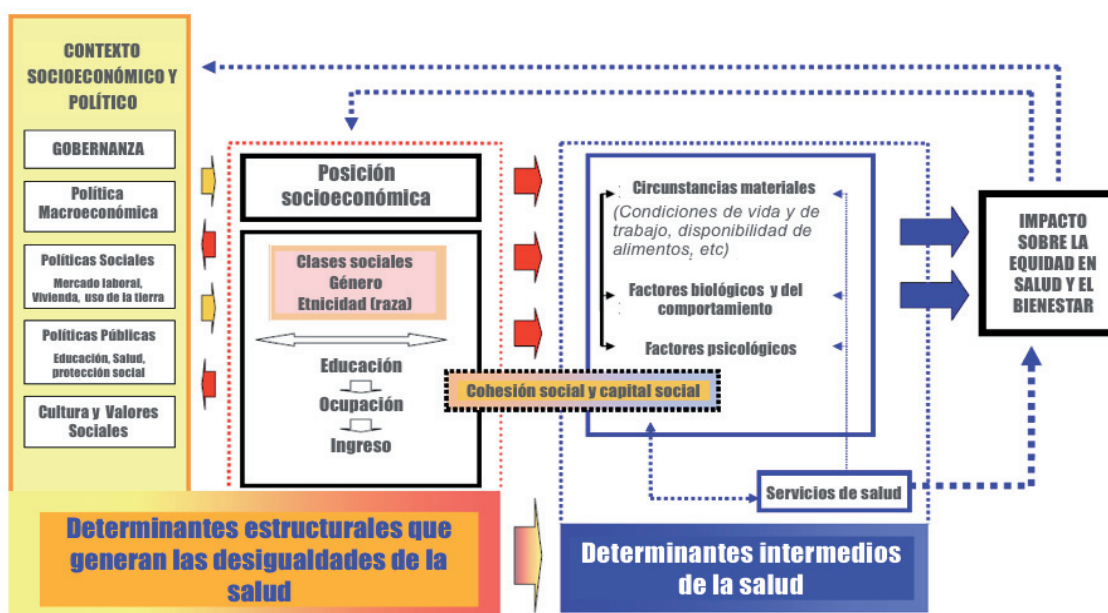 CONTEXTO
SOCIOECONÓMICO Y
POLÍTICO
GOBERNANZA
Política
Macroeconómica
Políticas Sociales
Mercado laboral,
Vivienda, uso de la tierra
Políticas Públicas
Educación, Salud,
protección social
Cultura y Valores
Sociales
Posición
socioeconómica
Clases sociales
Género
Etnicidad (raza)
Educación
Ocupación
Ingreso
Cohesión social y capital social
Circunstancias materiales
(Condiciones de vida y de
trabajo, disponibilidad de
alimentos, etc)
Factores biológicos y del
comportamiento
Factores psicológicos
Servicios de salud
IMPACTO
SOBRE LA
EQUIDAD EN
SALUD Y EL
BIENESTAR
Determinantes estructurales que
generan las desigualdades de la
salud
Determinantes intermedios
de la salud